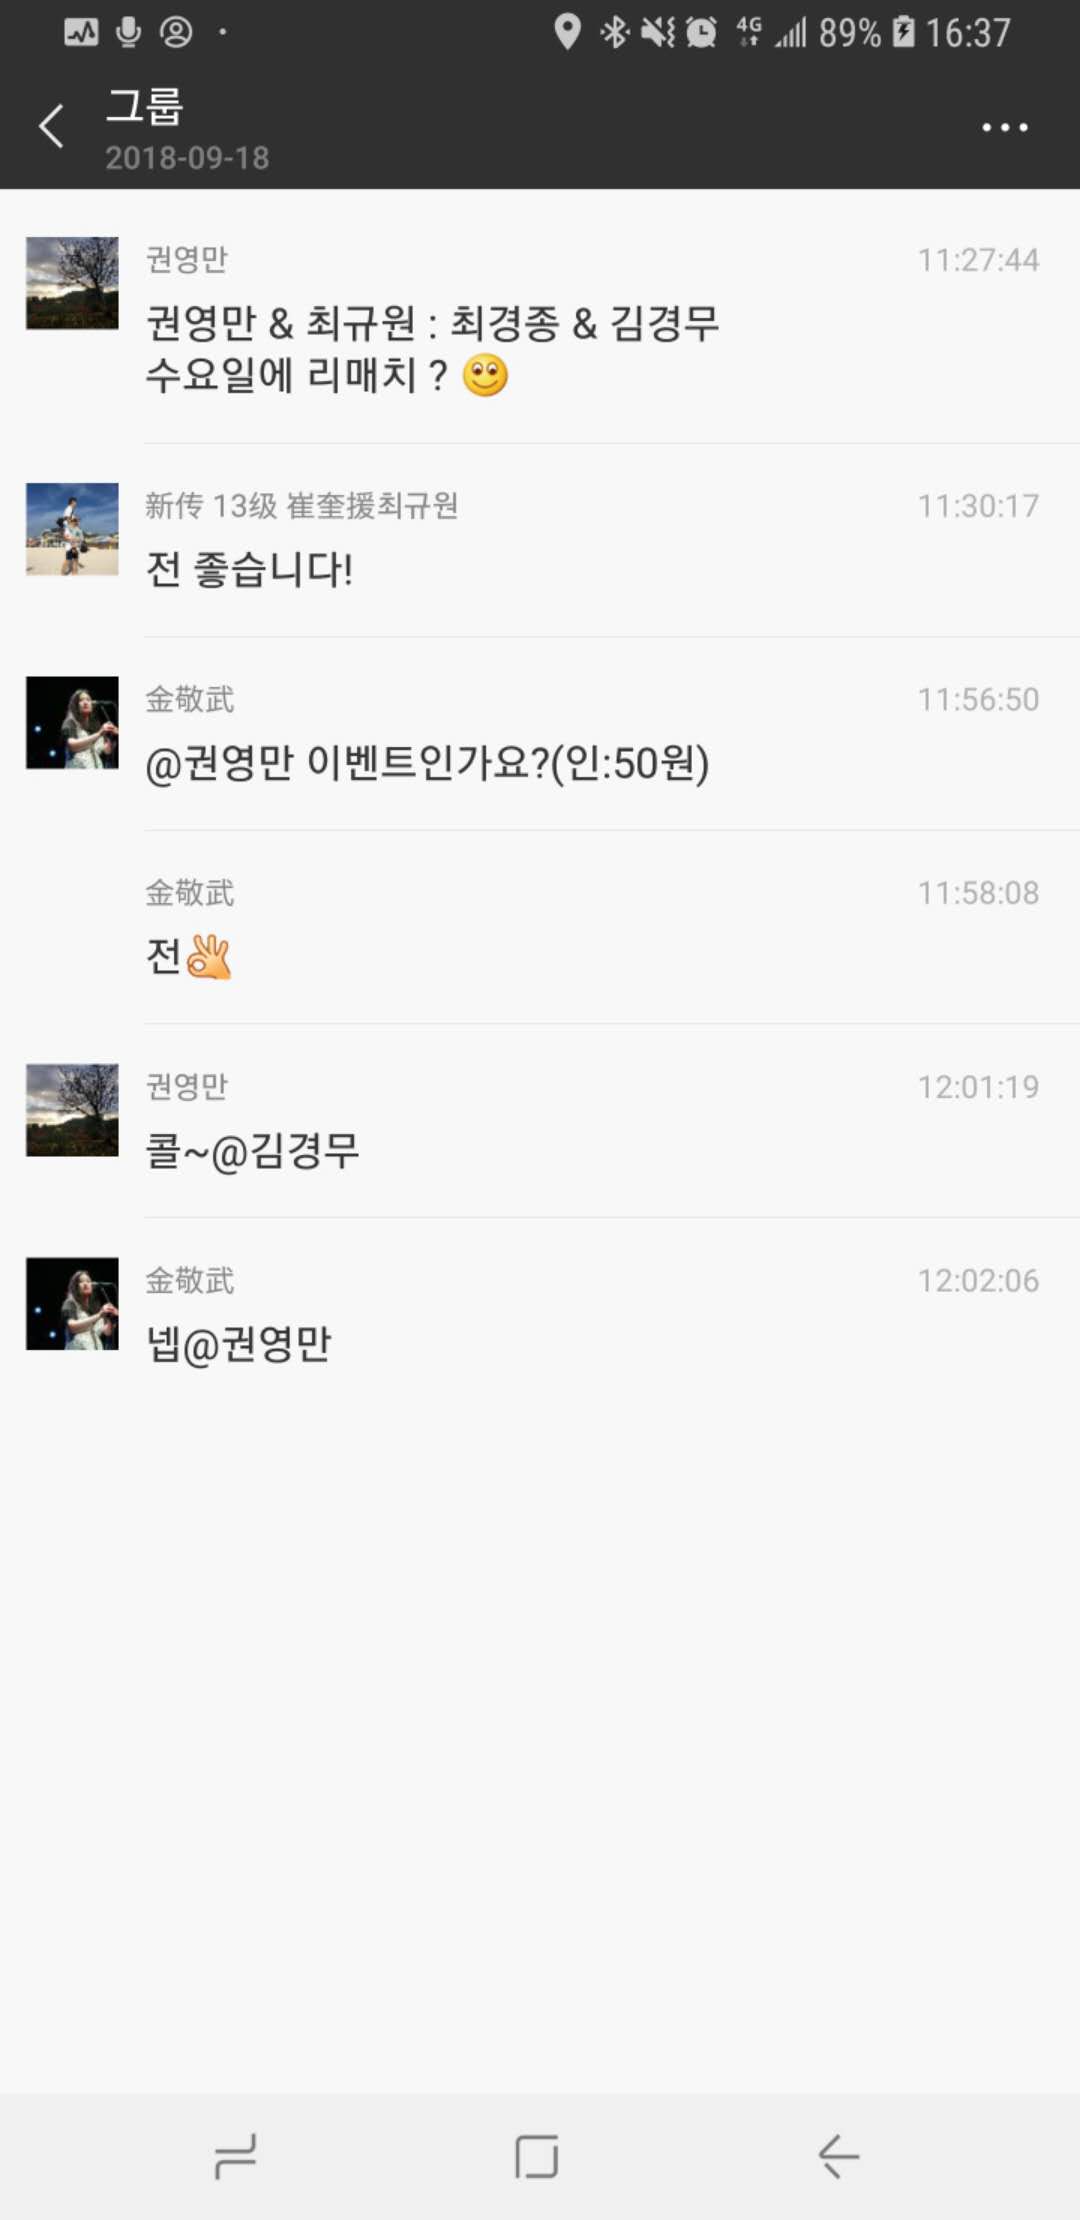 4G 89% 16:37
그룹
2018-09-18
권영만 11:27:44
권영만 & 최규원 : 최경종 & 김경무
수요일에 리매치 ?
新传 13级 崔奎援최규원 11:30:17
전 좋습니다!
金敬武 11:56:50
@권영만 이벤트인가요?(인:50원)
金敬武 11:58:08
전
권영만 12:01:19
콜~@김경무
金敬武 12:02:06
넵@권영만